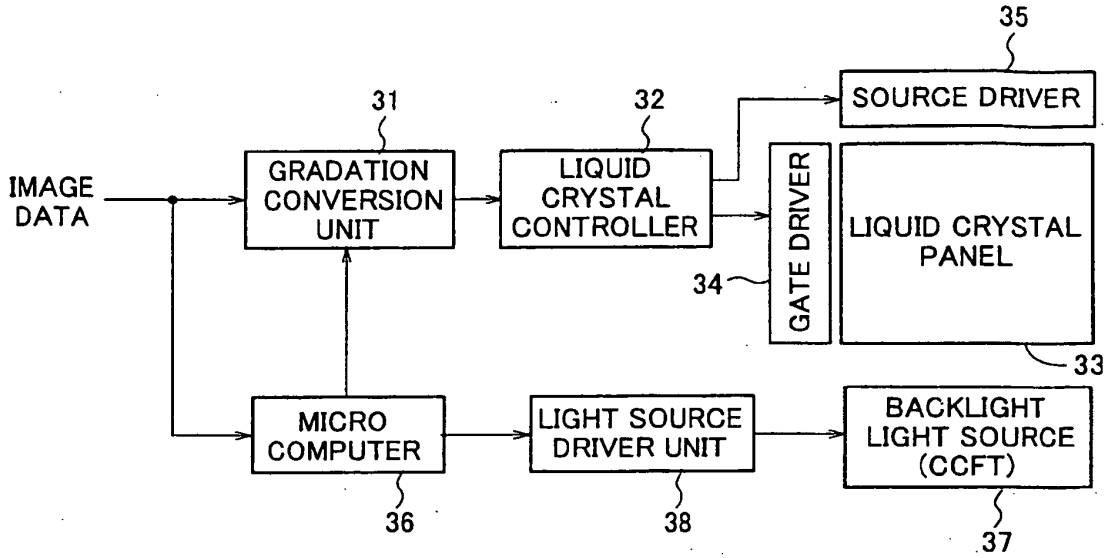 35
SOURCE DRIVER
31
32
GRADATION
CONVERSION
UNIT
LIQUID
CRYSTAL
CONTROLLER
IMAGE
DATA
GATE DRIVER
34
LIQUID CRYSTAL
PANEL
33
MICRO
COMPUTER
36
LIGHT SOURCE
DRIVER UNIT
38
BACKLIGHT
LIGHT SOURCE
(CCFT)
37